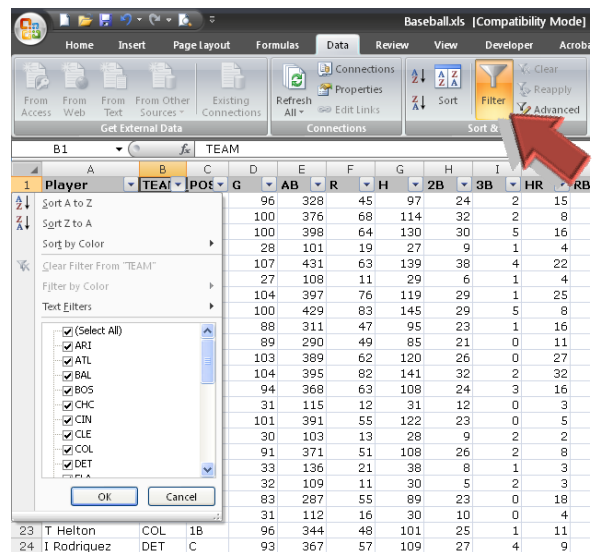 Baseball.xls [Compatibility Mode]
Home Insert Page Layout Formulas Data Review View Developer Acroba
From Access
From Web
From Text
From Other Sources
Existing Connections
Get External Data
Refresh All
Connections
Properties
Edit Links
Connections
Sort
Filter
Clear
Reapply
Advanced
Sort &
B1 fx TEAM
A B C D E F G H I
1 Player TEAM POS G AB R H 2B 3B HR RB
96 328 45 97 24 2 15
100 376 68 114 32 2 8
100 398 64 130 30 5 16
28 101 19 27 9 1 4
107 431 63 139 38 4 22
27 108 11 29 6 1 4
104 397 76 119 29 1 25
100 429 83 145 29 5 8
88 311 47 95 23 1 16
89 290 49 85 21 0 11
103 389 62 120 26 0 27
104 395 82 141 32 2 32
94 368 63 108 24 3 16
31 115 12 31 12 0 3
101 391 55 122 23 0 5
30 103 13 28 9 2 2
91 371 51 108 26 2 8
33 136 21 38 8 1 3
32 109 11 30 5 2 3
83 287 55 89 23 0 18
31 112 16 30 10 0 4
Sort A to Z
Sort Z to A
Sort by Color
Clear Filter From "TEAM"
Filter by Color
Text Filters
(Select All)
ARI
ATL
BAL
BOS
CHC
CIN
CLE
COL
DET
OK Cancel
23 T Helton COL 1B 96 344 48 101 25 1 11
24 I Rodriquez DET C 93 367 57 109 27 4 9